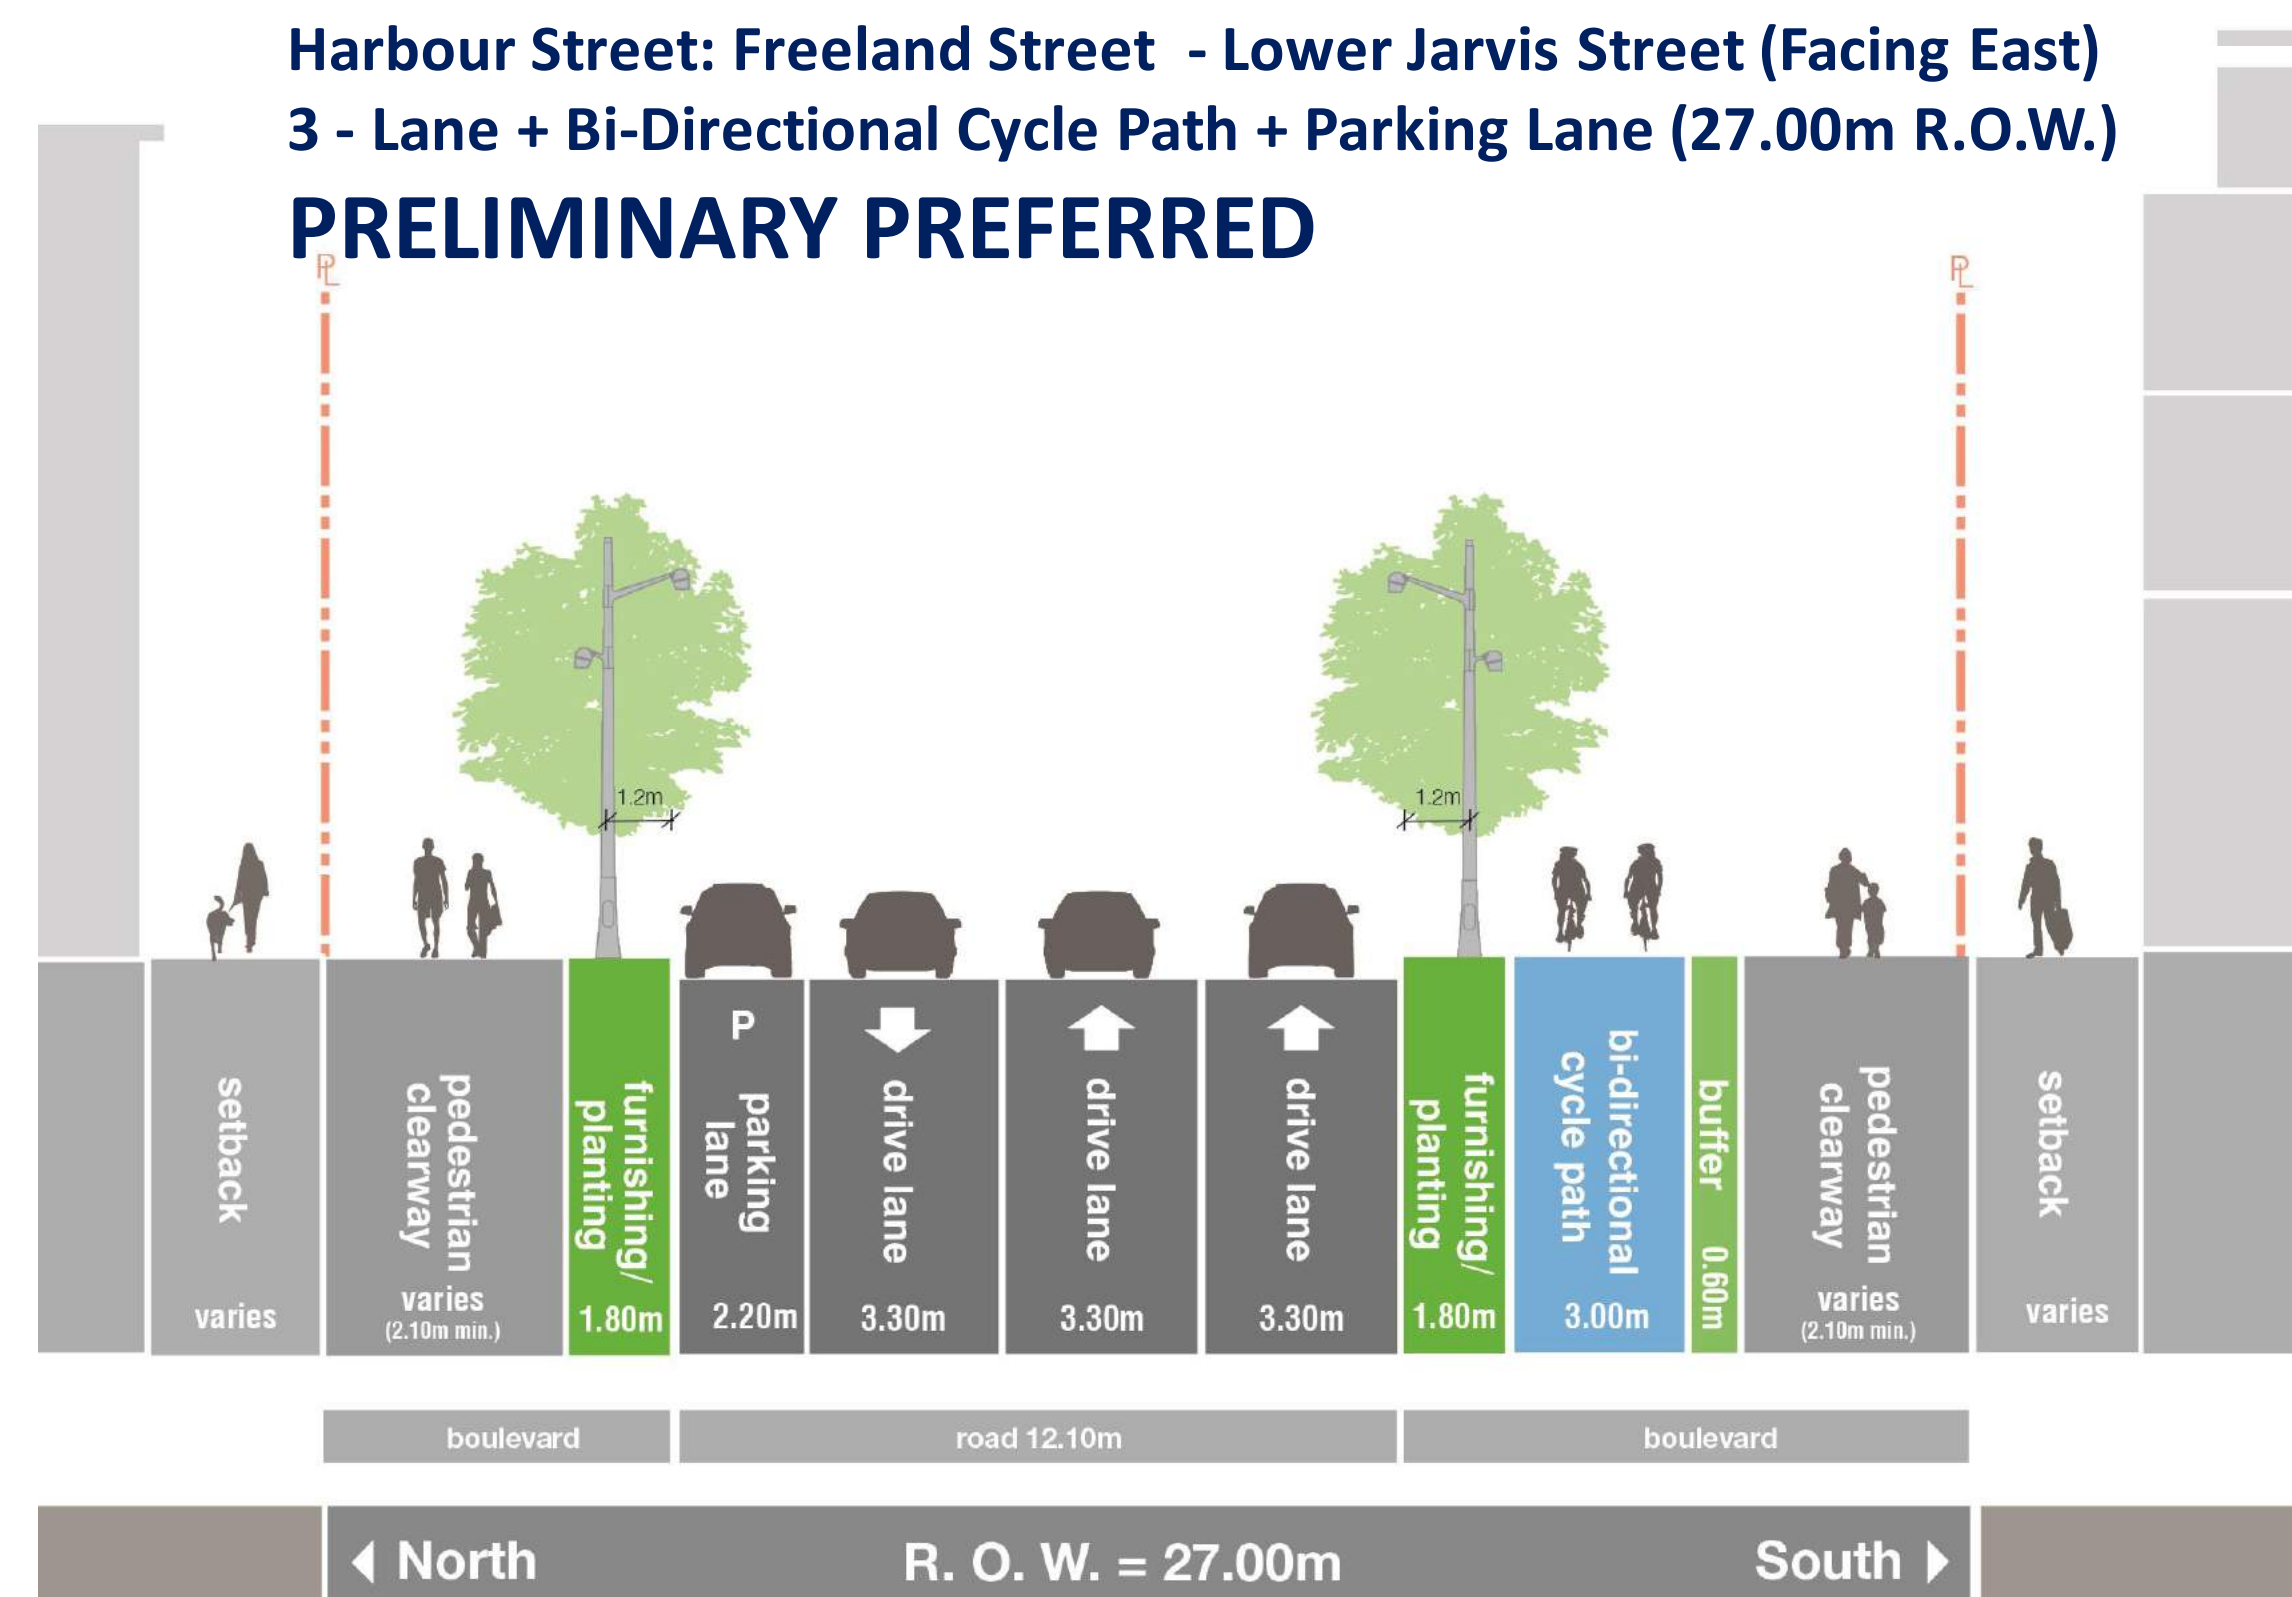 Harbour Street: Freeland Street - Lower Jarvis Street (Facing East)
3 - Lane + Bi-Directional Cycle Path + Parking Lane (27.00m R.O.W.)
PRELIMINARY PREFERRED
PL
PL
1.2m
1.2m
setback
varies
pedestrian
clearway
varies
(2.10m min.)
furnishing/
planting
1.80m
P
parking
lane
2.20m
drive lane
3.30m
drive lane
3.30m
drive lane
3.30m
furnishing/
planting
1.80m
bi-directional
cycle path
3.00m
buffer 0.60m
pedestrian
clearway
varies
(2.10m min.)
setback
varies
boulevard
road 12.10m
boulevard
North
R. O. W. = 27.00m
South